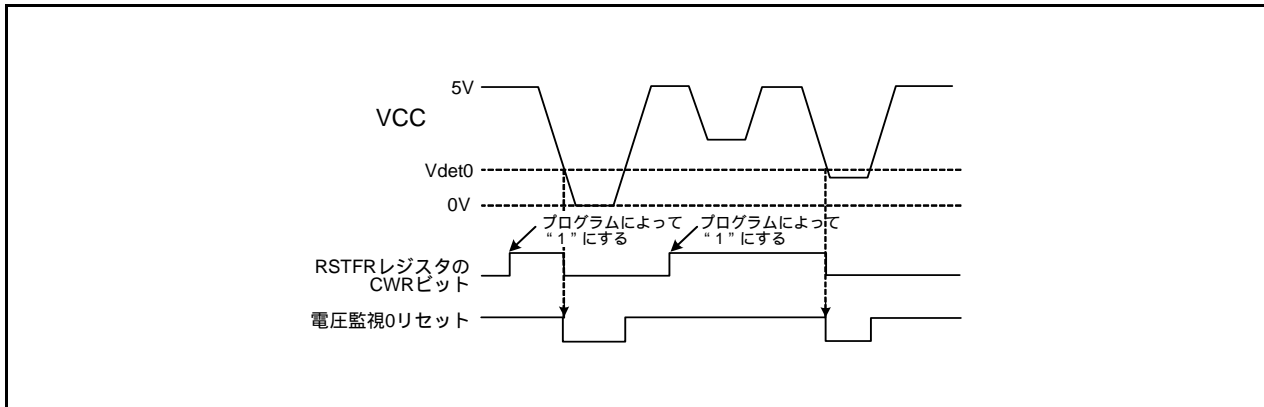 5V
VCC
Vdet0
0V
プログラムによって
“ 1 ” にする
プログラムによって
“ 1 ” にする
RSTFRレジスタの
CWRビット
電圧監視0リセット